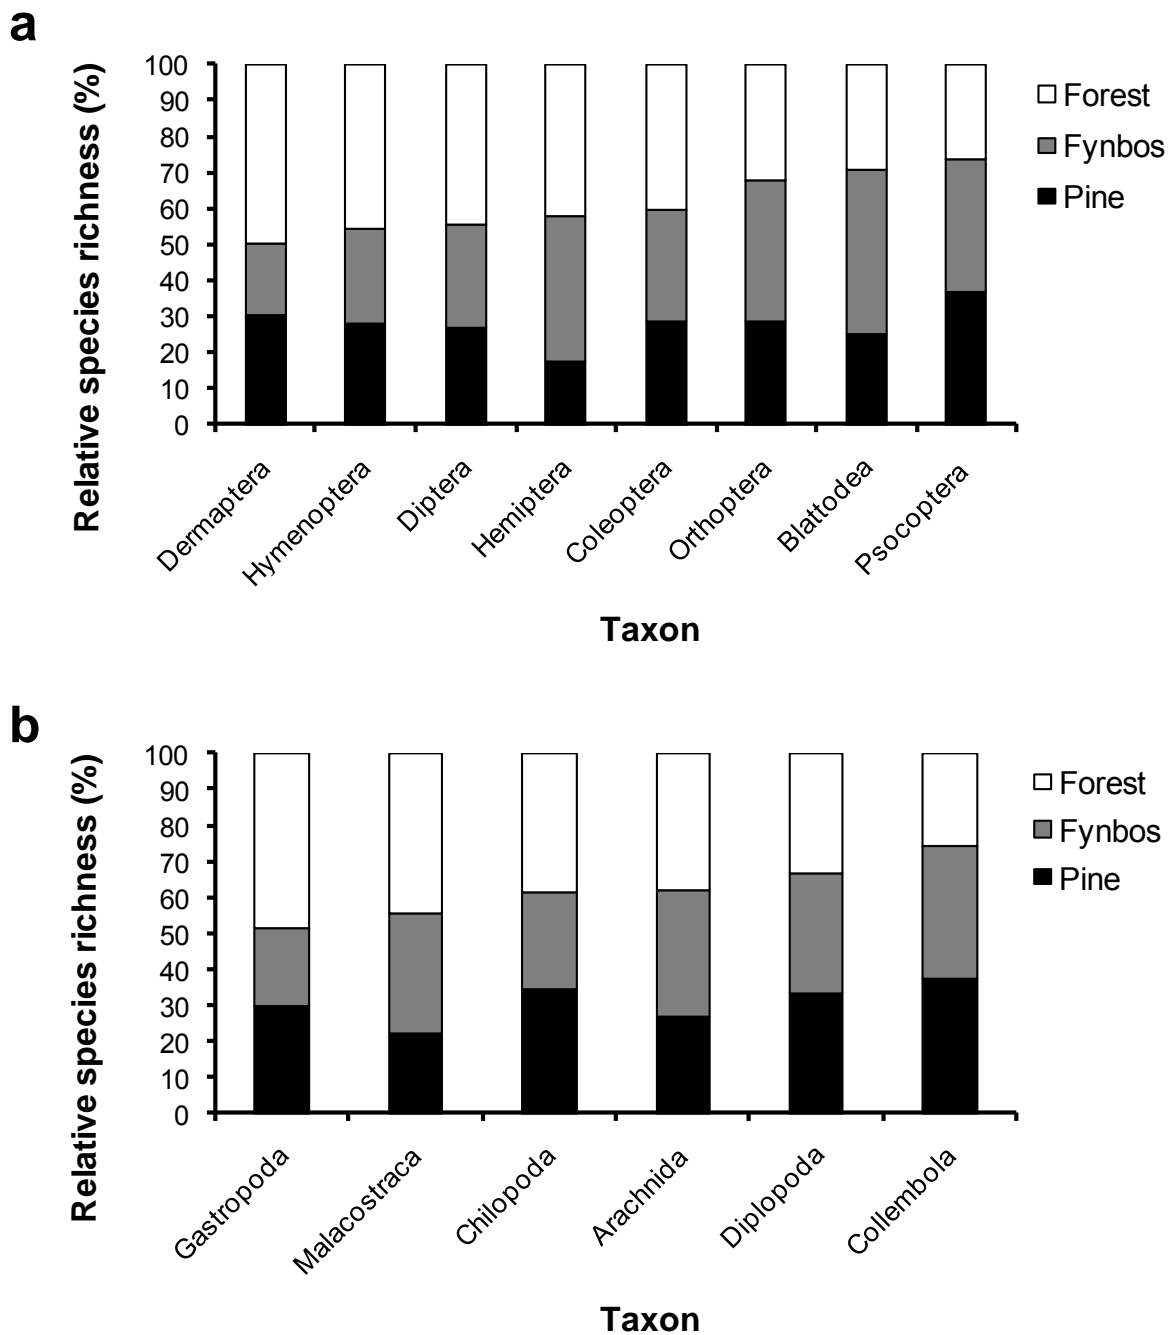 a
Relative species richness (%)
100
90
80
70
60
50
40
30
20
10
0
Dermaptera
Hymenoptera
Diptera
Hemiptera
Coleoptera
Orthoptera
Blattodea
Psocoptera
Taxon
Forest
Fynbos
Pine
b
Relative species richness (%)
100
90
80
70
60
50
40
30
20
10
0
Gastropoda
Malacostraca
Chilopoda
Arachnida
Diplopoda
Collembola
Taxon
Forest
Fynbos
Pine